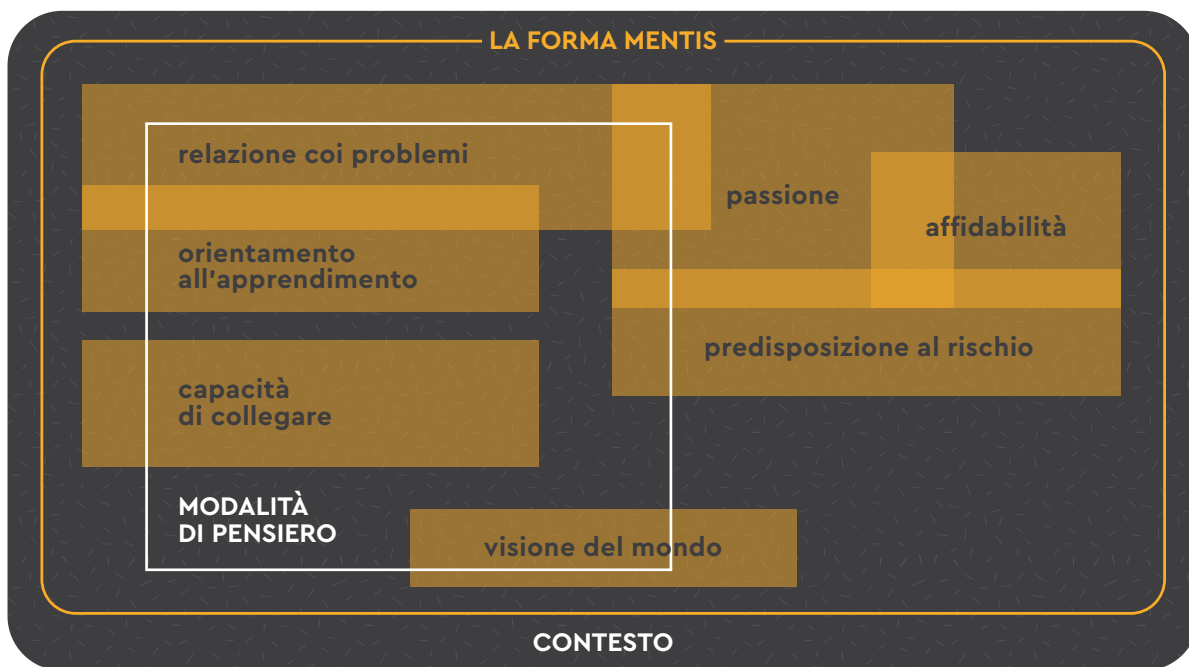 LA FORMA MENTIS
relazione coi problemi
passione
affidabilità
orientamento
all'apprendimento
predisposizione al rischio
capacità
di collegare
MODALITÀ
DI PENSIERO
visione del mondo
CONTESTO